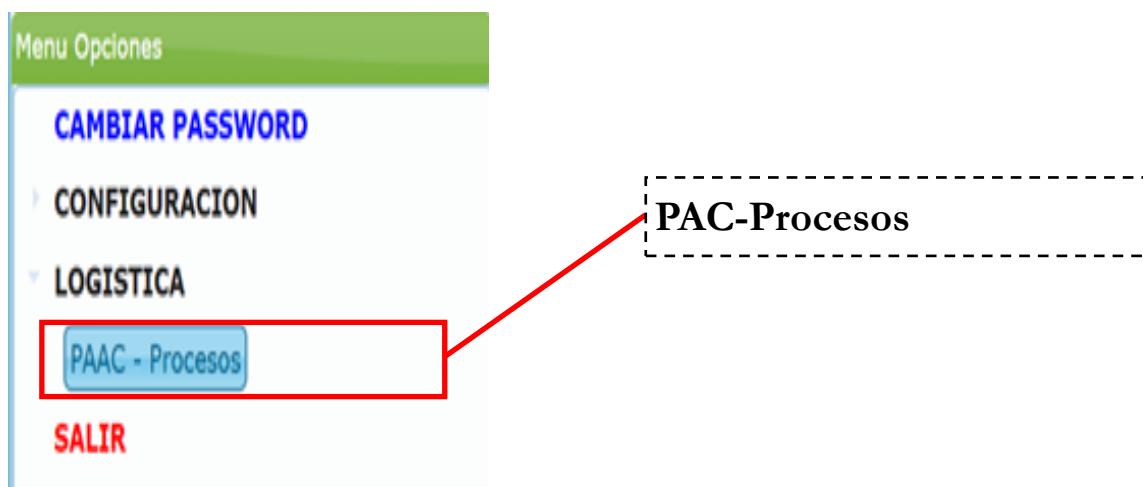 Menu Opciones
CAMBIAR PASSWORD
CONFIGURACION
LOGISTICA
PAAC - Procesos
SALIR
PAC-Procesos